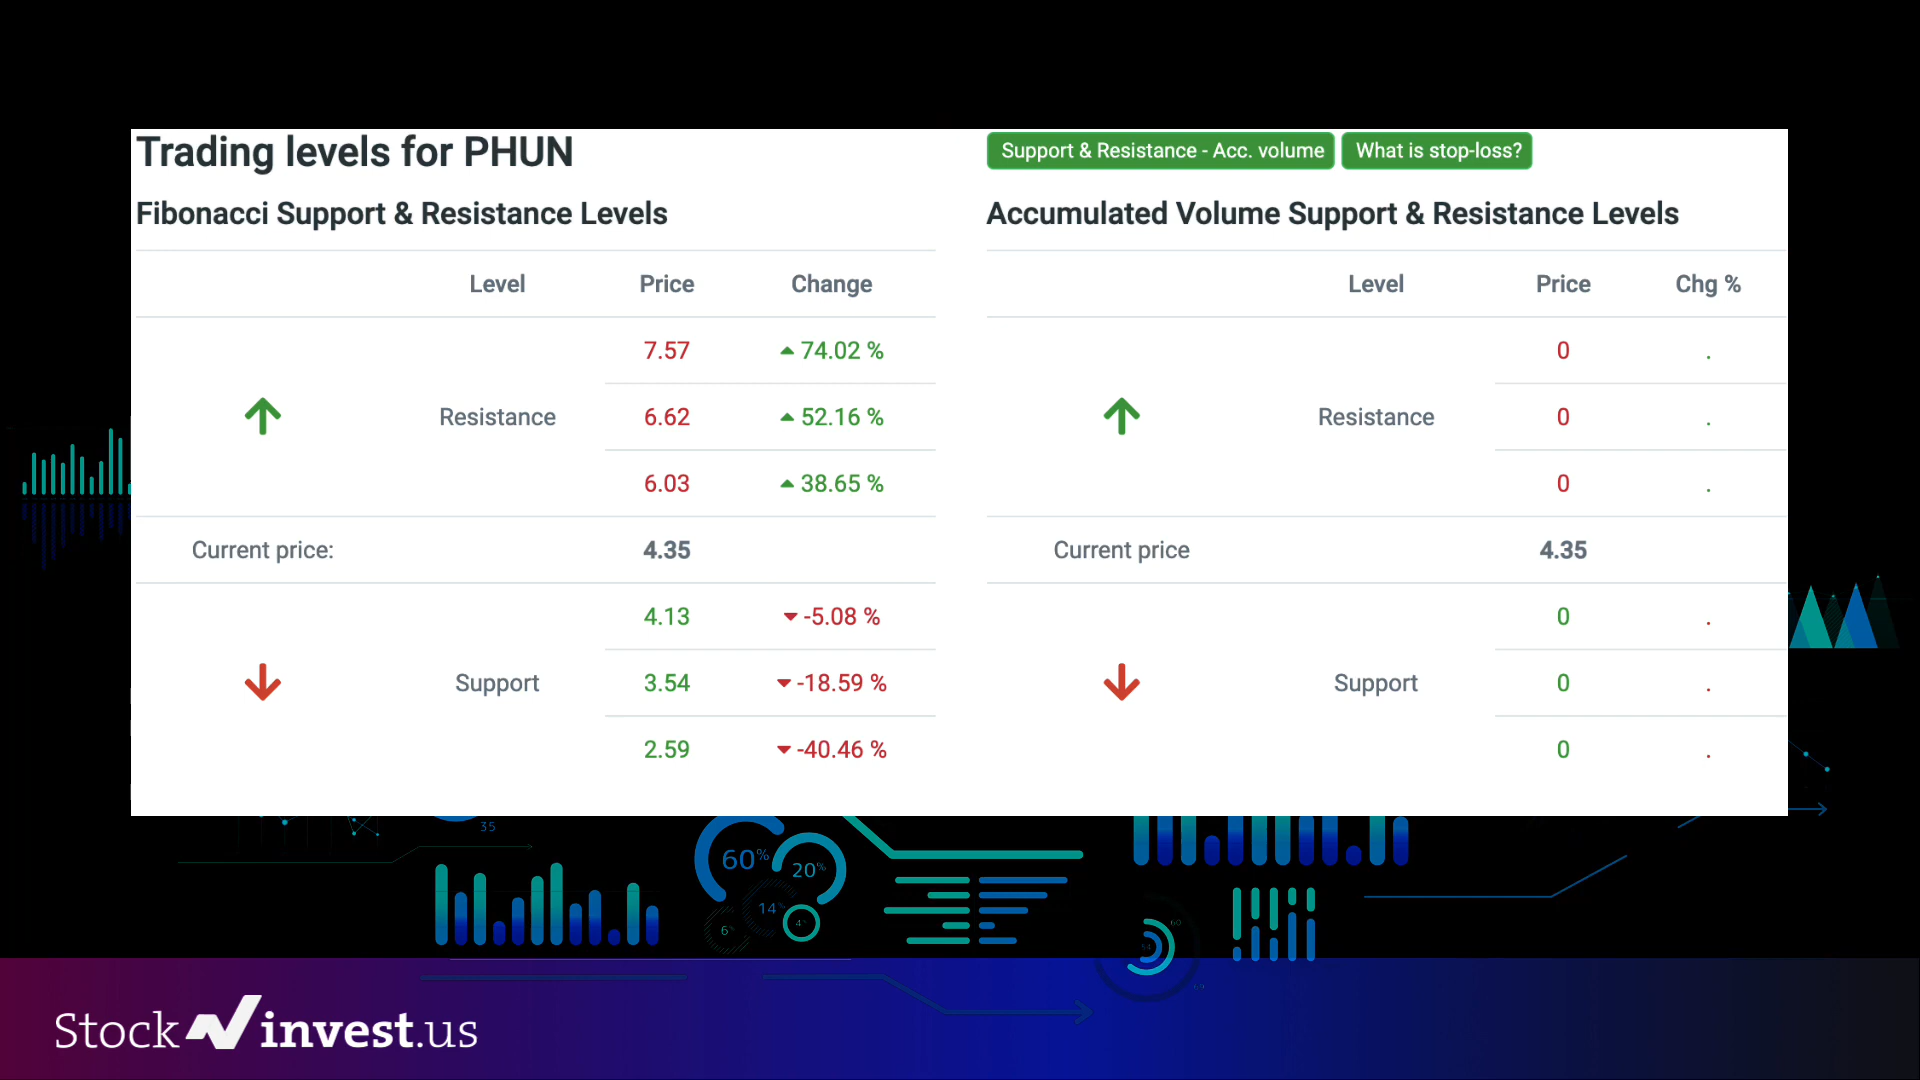 Trading levels for PHUN
Support & Resistance - Acc. volume
What is stop-loss?
Fibonacci Support & Resistance Levels
Level Price Change
7.57 74.02 %
Resistance 6.62 52.16 %
6.03 38.65 %
Current price: 4.35
4.13 -5.08 %
Support 3.54 -18.59 %
2.59 -40.46 %
Accumulated Volume Support & Resistance Levels
Level Price Chg %
0 .
Resistance 0 .
0 .
Current price 4.35
0 .
Support 0 .
0 .
35
60%
20%
14
6
4
60
Stock invest.us